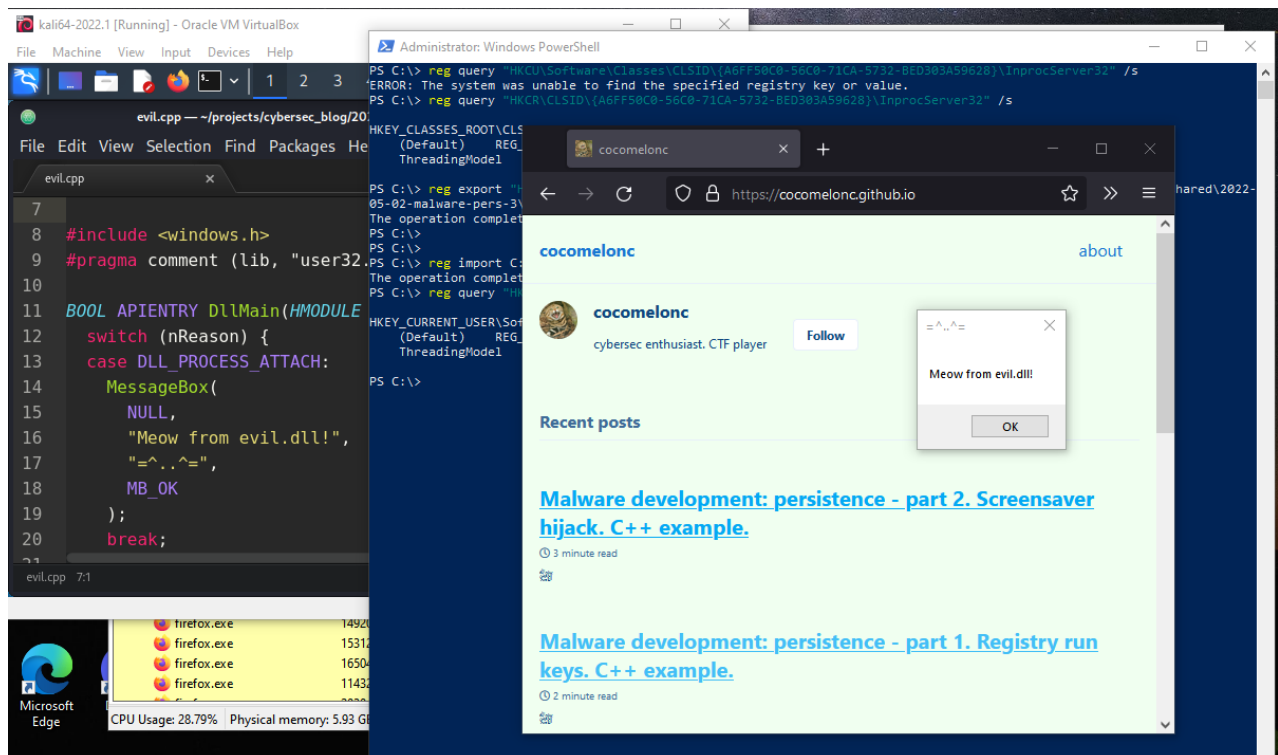 kali64-2022.1 [Running] - Oracle VM VirtualBox
File Machine View Input Devices Help
1 2 3
evil.cpp — ~/projects/cybersec_blog/20
File Edit View Selection Find Packages He
evil.cpp
7
8 #include <windows.h>
9 #pragma comment (lib, "user32.
10
11 BOOL APIENTRY DllMain(HMODULE
12 switch (nReason) {
13 case DLL_PROCESS_ATTACH:
14 MessageBox(
15 NULL,
16 "Meow from evil.dll!",
17 "=^..^=",
18 MB_OK
19 );
20 break;
21
evil.cpp 7:1
Administrator: Windows PowerShell
PS C:\> reg query "HKCU\Software\Classes\CLSID\{A6FF50C0-56C0-71CA-5732-BED303A59628}\InprocServer32" /s
ERROR: The system was unable to find the specified registry key or value.
PS C:\> reg query "HKCR\CLSID\{A6FF50C0-56C0-71CA-5732-BED303A59628}\InprocServer32" /s
HKEY_CLASSES_ROOT\CLS
(Default) REG_
ThreadingModel
PS C:\> reg export "H
hared\2022-
05-02-malware-pers-3\
The operation complet
PS C:\>
PS C:\>
PS C:\> reg import C:
The operation complet
PS C:\> reg query "HK
HKEY_CURRENT_USER\Sof
(Default) REG_
ThreadingModel
PS C:\>
cocomelonc
https://cocomelonc.github.io
cocomelonc
about
cocomelonc
cybersec enthusiast. CTF player
Follow
=^..^=
Meow from evil.dll!
OK
Recent posts
Malware development: persistence - part 2. Screensaver
hijack. C++ example.
3 minute read
Malware development: persistence - part 1. Registry run
keys. C++ example.
2 minute read
firefox.exe 1492
firefox.exe 1531
firefox.exe 1650
firefox.exe 1143
Microsoft
Edge
CPU Usage: 28.79% Physical memory: 5.93 G